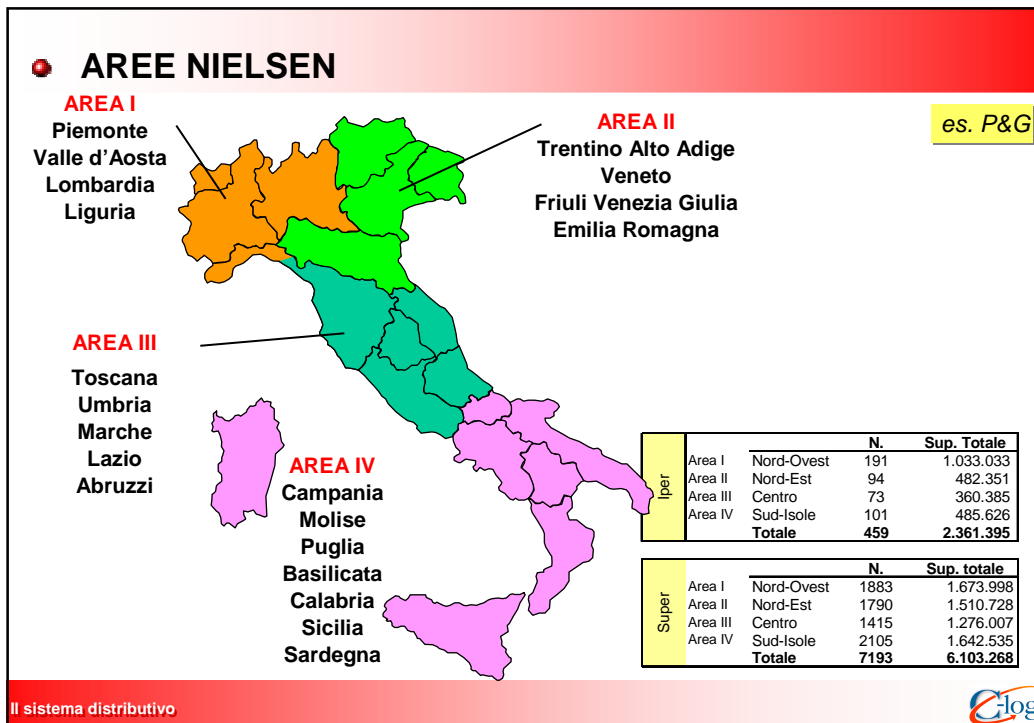 AREE NIELSEN
AREA I
Piemonte
Valle d’Aosta
Lombardia
Liguria
AREA II
Trentino Alto Adige
Veneto
Friuli Venezia Giulia
Emilia Romagna
es. P&G
AREA III
Toscana
Umbria
Marche
Lazio
Abruzzi
AREA IV
Campania
Molise
Puglia
Basilicata
Calabria
Sicilia
Sardegna
Iper
N. Sup. Totale
Area I Nord-Ovest 191 1.033.033
Area II Nord-Est 94 482.351
Area III Centro 73 360.385
Area IV Sud-Isole 101 485.626
Totale 459 2.361.395
Super
N. Sup. totale
Area I Nord-Ovest 1883 1.673.998
Area II Nord-Est 1790 1.510.728
Area III Centro 1415 1.276.007
Area IV Sud-Isole 2105 1.642.535
Totale 7193 6.103.268
Il sistema distributivo
C-log